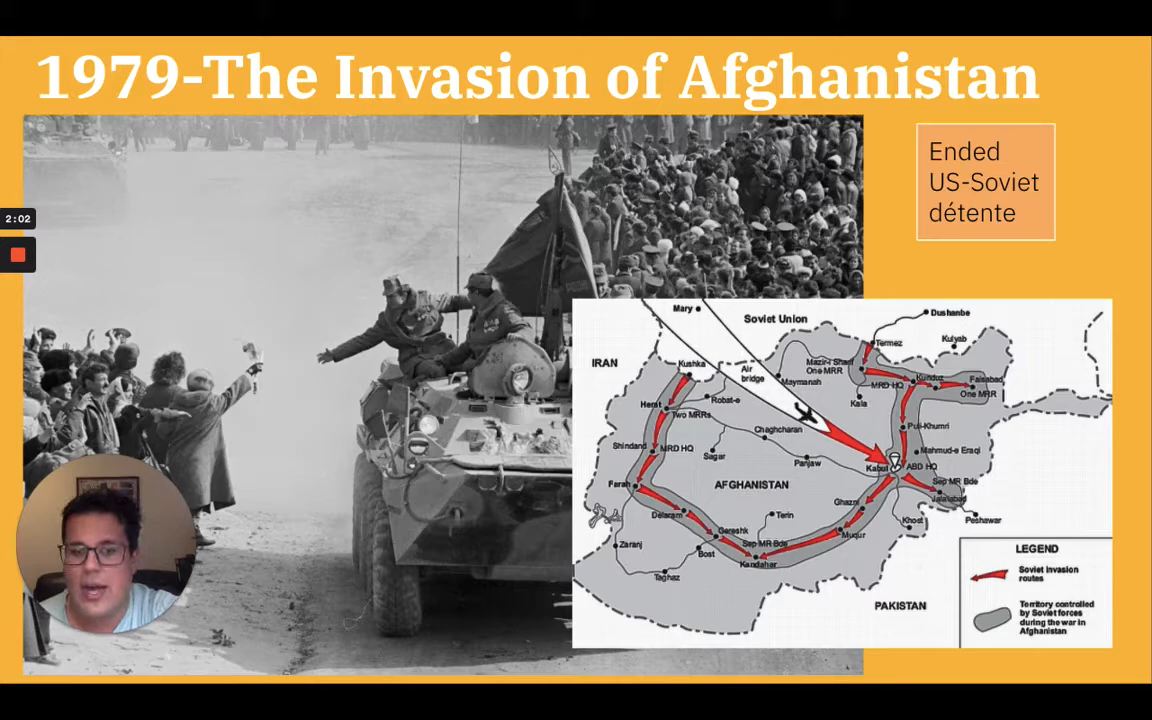 1979-The Invasion of Afghanistan
Ended
US-Soviet
détente
2:02
Mary
Soviet Union
Dushanbe
Termez
Kulyab
IRAN
Kushka
Air
bridge
Maymanah
Mazir-i Sharif
One MRR
MRD HQ
Kunduz
Faisabad
One MRR
Kala
Herat
Robat-e
Two MRRs
Chaghcharan
Puli-Khumri
Shindand
MRD HQ
Sagar
Panjaw
Mahmud-e Eraqi
Kabul
ABD HQ
Farah
AFGHANISTAN
Sep MR Bde
Jalalabad
Ghazni
Delaram
Terin
Khost
Peshawar
Gereshk
Muqur
Zaranj
Sep MR Bde
Bost
Kandahar
Taghaz
PAKISTAN
LEGEND
Soviet invasion
routes
Territory controlled
by Soviet forces
during the war in
Afghanistan